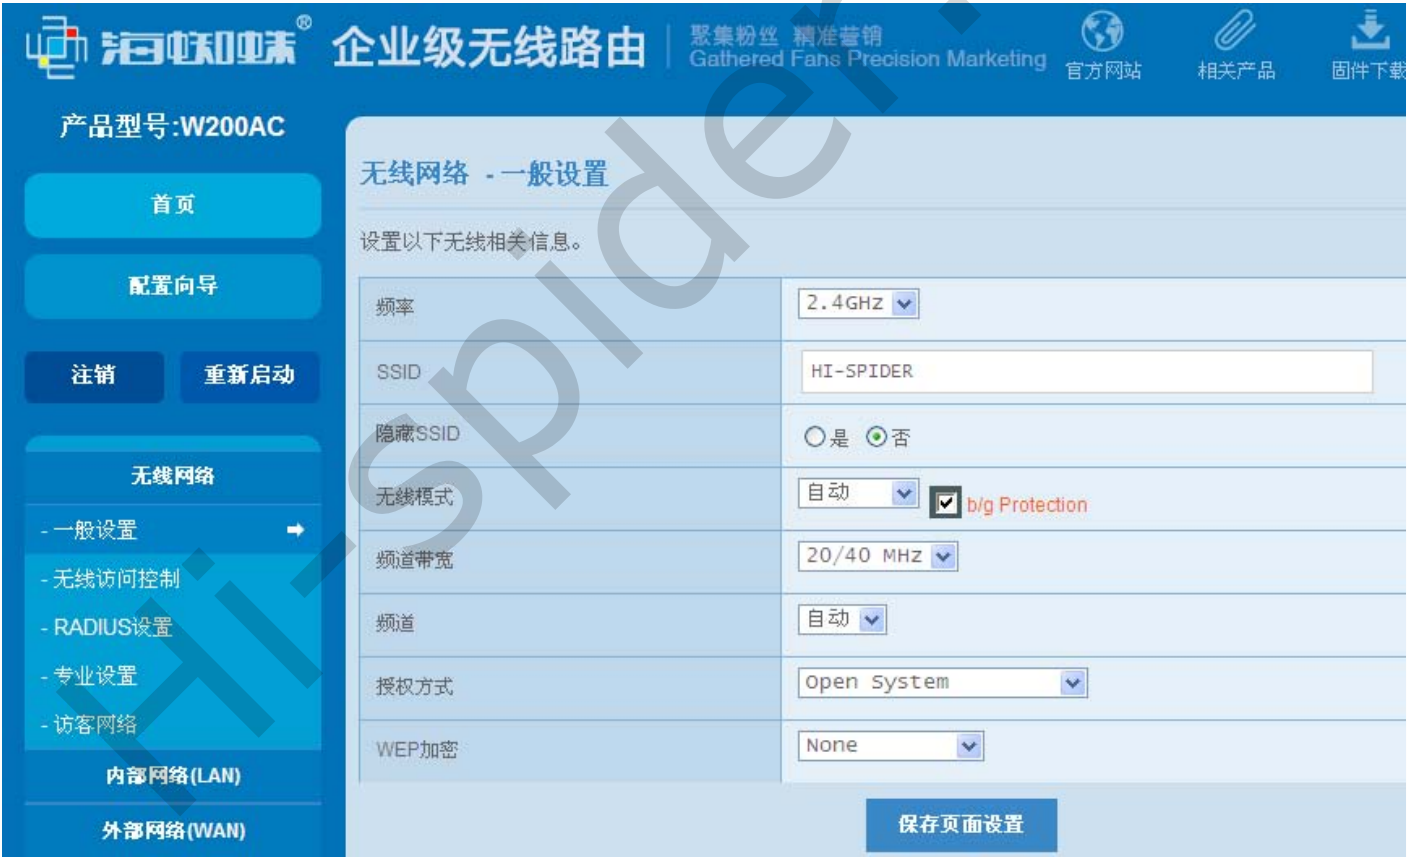 海蜘蛛® 企业级无线路由
聚集粉丝 精准营销
Gathered Fans Precision Marketing
官方网站
相关产品
固件下载
产品型号:W200AC
首页
配置向导
注销
重新启动
无线网络
- 一般设置
- 无线访问控制
- RADIUS设置
- 专业设置
- 访客网络
内部网络(LAN)
外部网络(WAN)
无线网络 - 一般设置
设置以下无线相关信息。
频率 2.4GHz
SSID HI-SPIDER
隐藏SSID 是 否
无线模式 自动 b/g Protection
频道带宽 20/40 MHz
频道 自动
授权方式 Open System
WEP加密 None
保存页面设置
Hi-spider